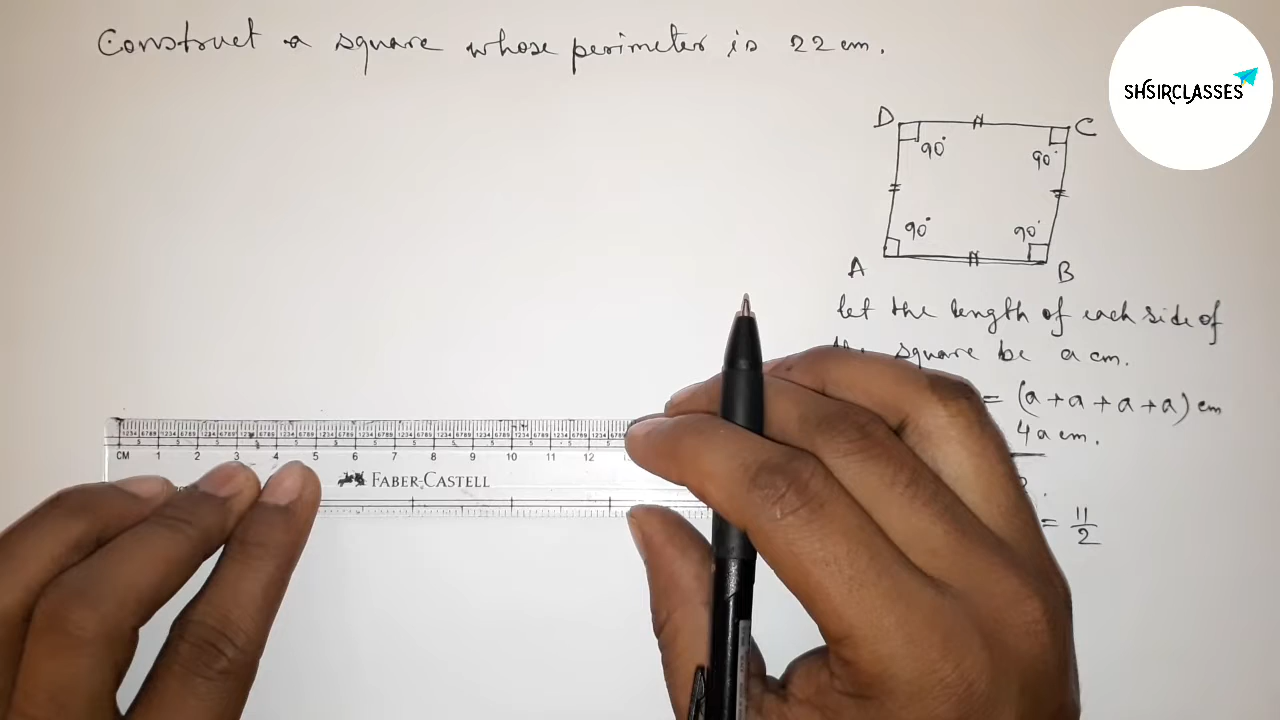 Construct a square whose perimeter is 22 cm.
SHSIRCLASSES
D C
90° 90°
90° 90°
A B
let the length of each side of
square be a cm.
= (a+a+a+a) cm
4a cm.
= 11/2
CM 1 2 3 4 5 6 7 8 9 10 11 12
FABER-CASTELL